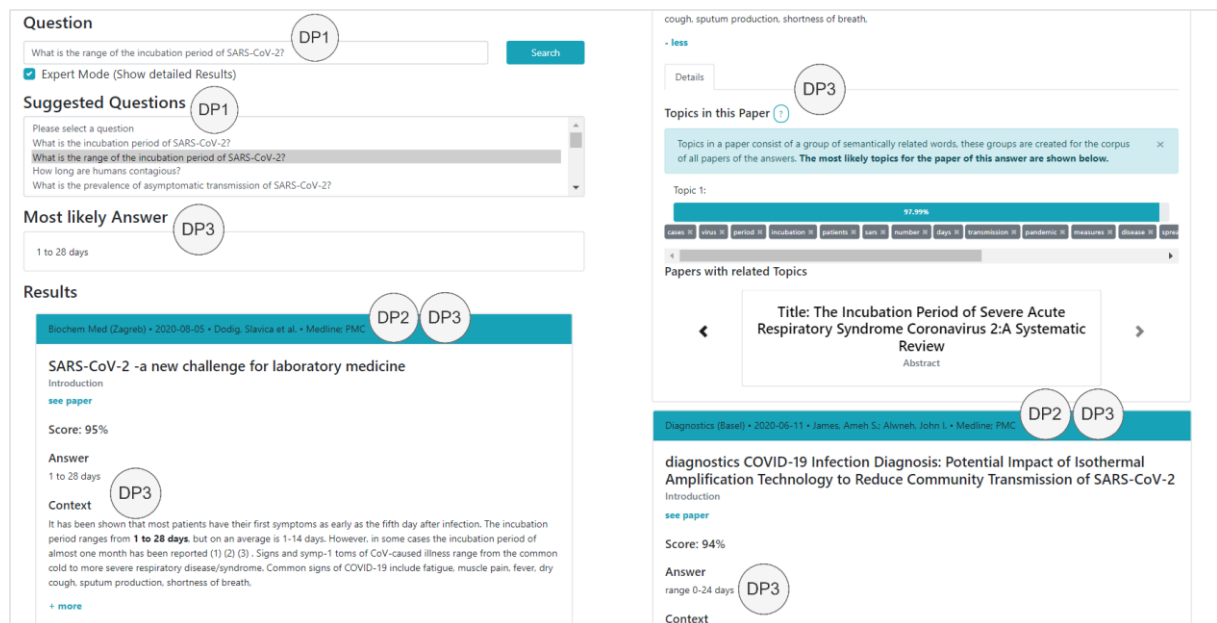 Question
DP1
What is the range of the incubation period of SARS-CoV-2?
Search
Expert Mode (Show detailed Results)
Suggested Questions
DP1
Please select a question
What is the incubation period of SARS-CoV-2?
What is the range of the incubation period of SARS-CoV-2?
How long are humans contagious?
What is the prevalence of asymptomatic transmission of SARS-CoV-2?
Most likely Answer
DP3
1 to 28 days
Results
DP2
DP3
Biochem Med (Zagreb) • 2020-08-05 • Dodig, Slavica et al. • Medline: PMC
SARS-CoV-2 -a new challenge for laboratory medicine
Introduction
see paper
Score: 95%
Answer
1 to 28 days
DP3
Context
It has been shown that most patients have their first symptoms as early as the fifth day after infection. The incubation
period ranges from 1 to 28 days, but on an average is 1-14 days. However, in some cases the incubation period of
almost one month has been reported (1) (2) (3) . Signs and symp-1 toms of CoV-caused illness range from the common
cold to more severe respiratory disease/syndrome. Common signs of COVID-19 include fatigue, muscle pain, fever, dry
cough, sputum production, shortness of breath,
+ more
cough, sputum production, shortness of breath,
- less
Details
DP3
Topics in this Paper ?
Topics in a paper consist of a group of semantically related words, these groups are created for the corpus
of all papers of the answers. The most likely topics for the paper of this answer are shown below.
×
Topic 1:
97.99%
cases × virus × period × incubation × patients × sars × number × days × transmission × pandemic × measures × disease × sprea
Papers with related Topics
Title: The Incubation Period of Severe Acute
Respiratory Syndrome Coronavirus 2:A Systematic
Review
Abstract
DP2
DP3
Diagnostics (Basel) • 2020-06-11 • James, Ameh S.; Alwneh, John I. • Medline: PMC
diagnostics COVID-19 Infection Diagnosis: Potential Impact of Isothermal
Amplification Technology to Reduce Community Transmission of SARS-CoV-2
Introduction
see paper
Score: 94%
Answer
range 0-24 days
DP3
Context